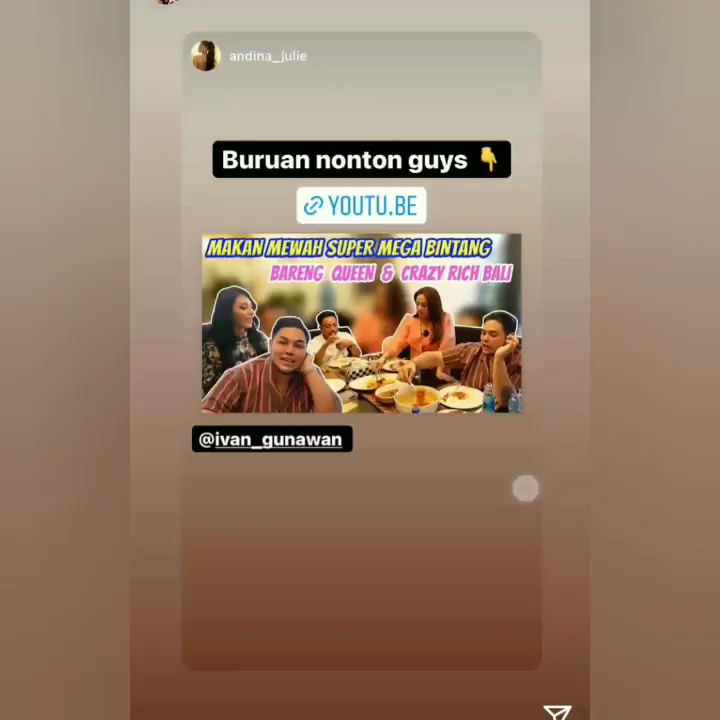 andina_julie
Buruan nonton guys 👇
YOUTU.BE
MAKAN MEWAH SUPER MEGA BINTANG
BARENG QUEEN & CRAZY RICH BALI
@ivan_gunawan